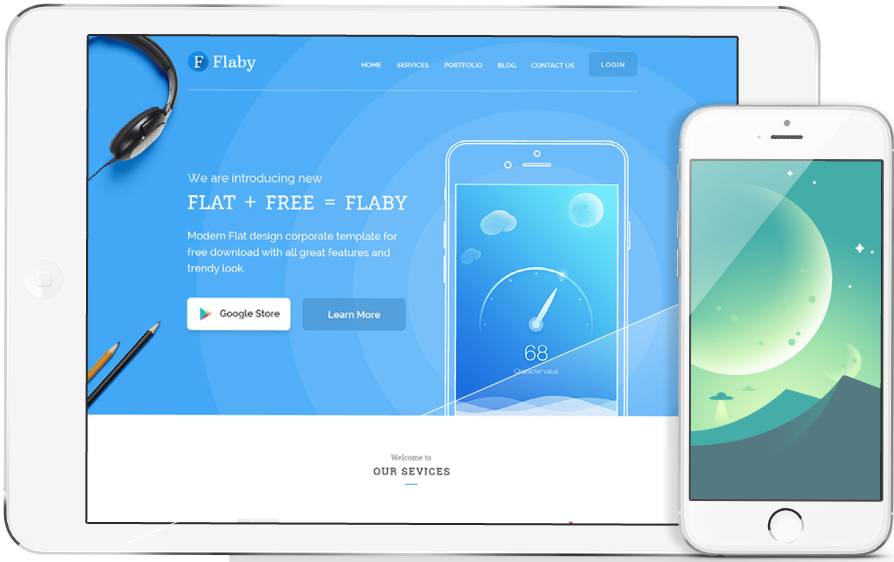 F Flaby
HOME SERVICES PORTFOLIO BLOG CONTACT US LOGIN
We are introducing new
FLAT + FREE = FLABY
Modern Flat design corporate template for
free download with all great features and
trendy look.
Google Store Learn More
68
Character value
Welcome to
OUR SEVICES